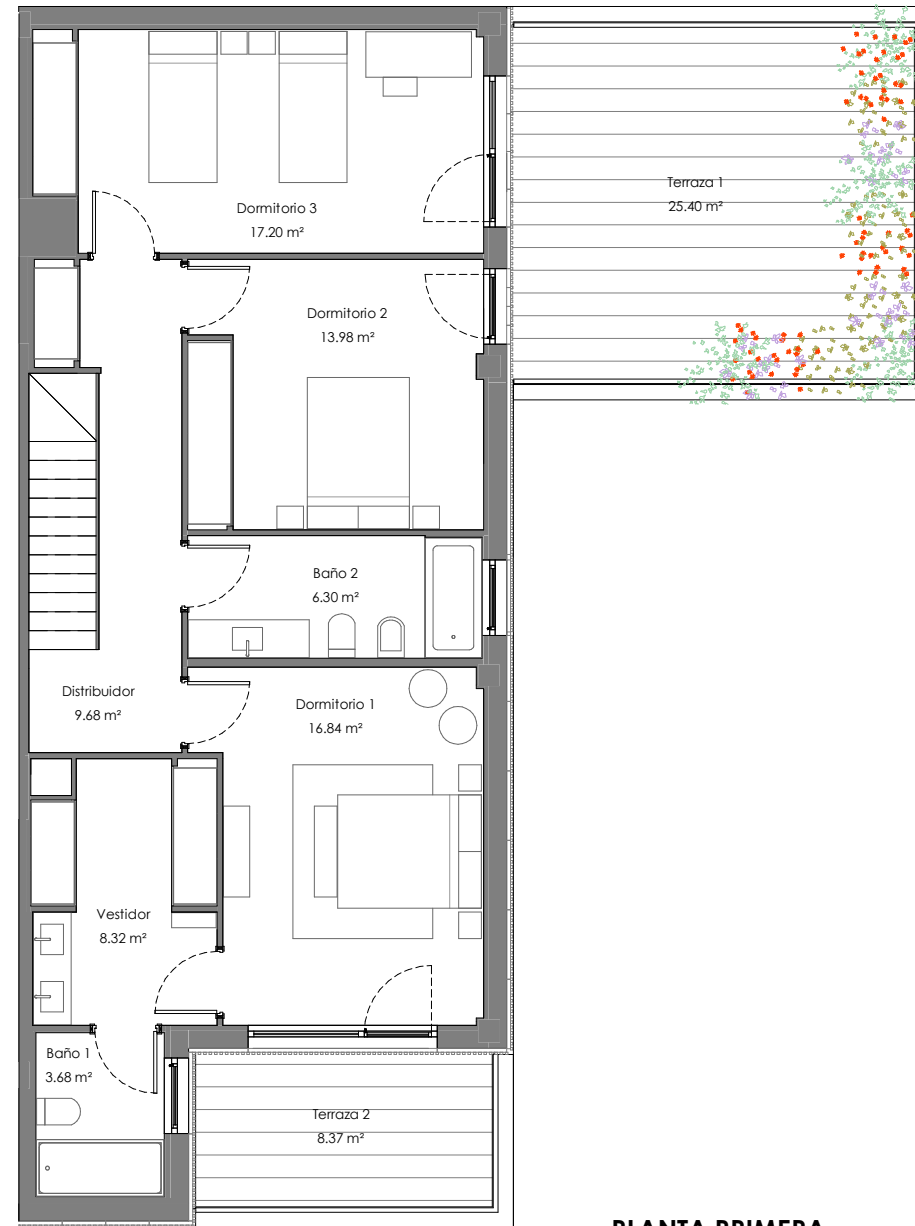 Terraza 1
25.40 m²
Dormitorio 3
17.20 m²
Dormitorio 2
13.98 m²
Baño 2
6.30 m²
Distribuidor
9.68 m²
Dormitorio 1
16.84 m²
Vestidor
8.32 m²
Baño 1
3.68 m²
Terraza 2
8.37 m²
PLANTA PRIMERA